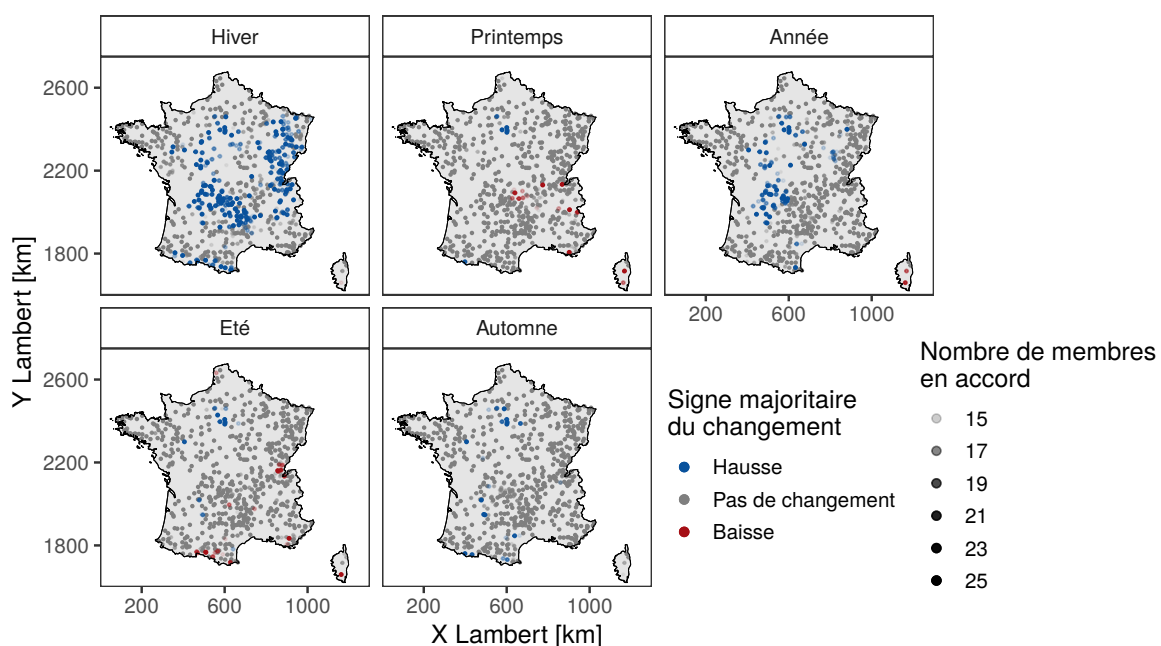 Hiver
Printemps
Année
2600
2200
1800
200
600
1000
Eté
Automne
2600
2200
1800
200
600
1000
200
600
1000
Y Lambert [km]
X Lambert [km]
Signe majoritaire
du changement
Hausse
Pas de changement
Baisse
Nombre de membres
en accord
15
17
19
21
23
25